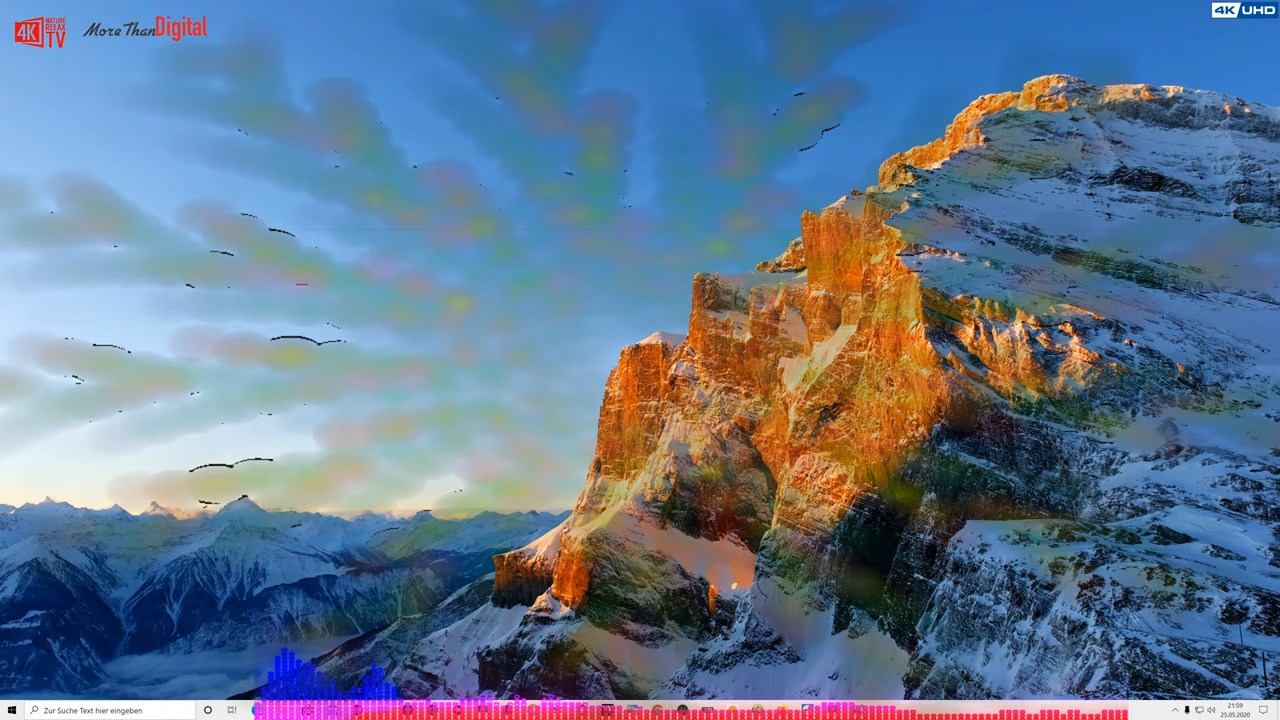 4K NATURE
RELAX
TV
More Than Digital
4K UHD
Zur Suche Text hier eingeben
21:59
25.05.2020